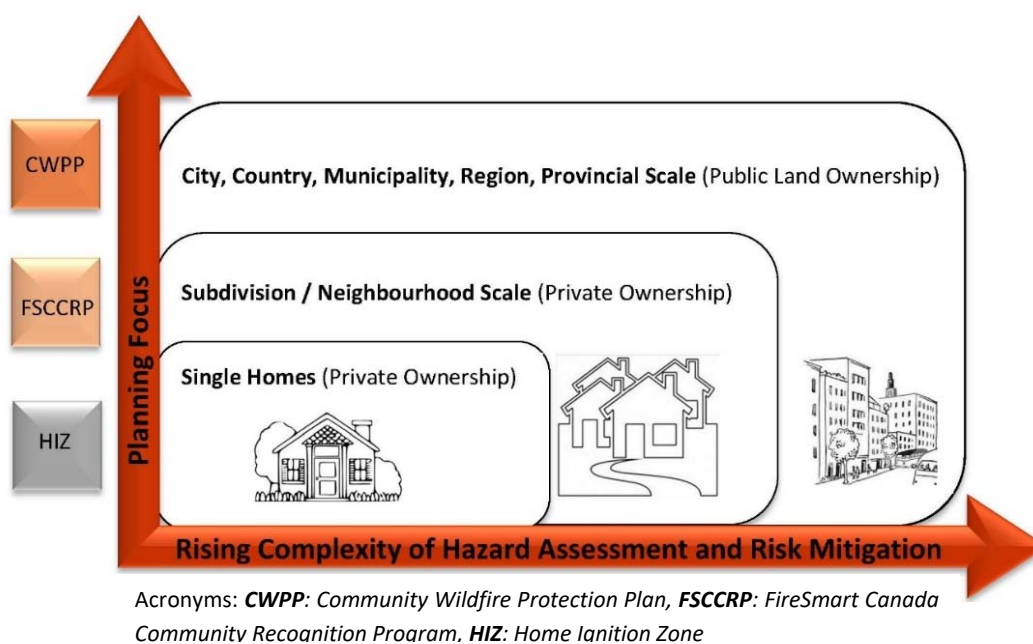 CWPP
City, Country, Municipality, Region, Provincial Scale (Public Land Ownership)
FSCCRP
Subdivision / Neighbourhood Scale (Private Ownership)
Single Homes (Private Ownership)
HIZ
Planning Focus
Rising Complexity of Hazard Assessment and Risk Mitigation
Acronyms: CWPP: Community Wildfire Protection Plan, FSCCRP: FireSmart Canada
Community Recognition Program, HIZ: Home Ignition Zone